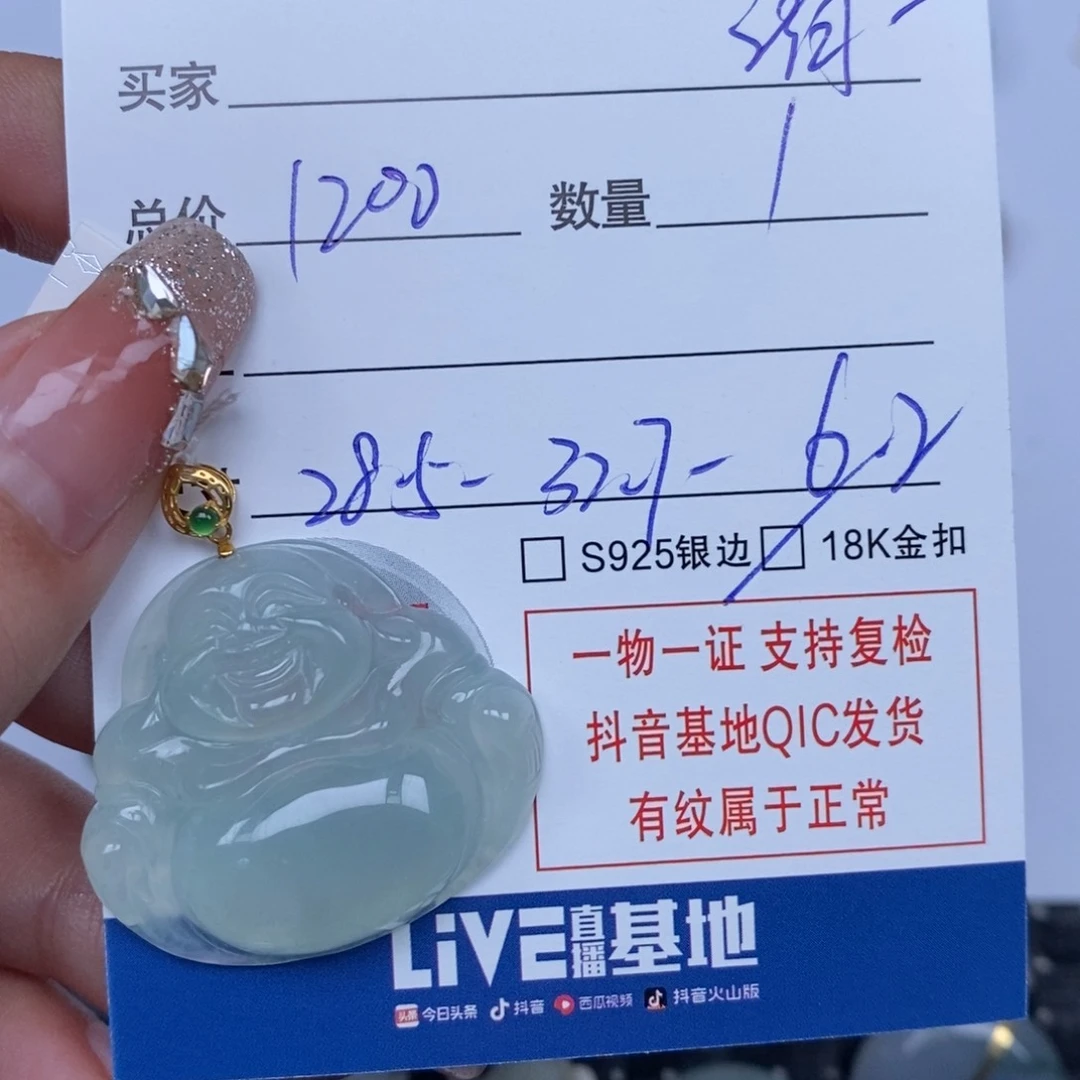 买家
总价 1200 数量 1
28.5- 32.7- 6.2
S925银边 18K金扣
一物一证 支持复检
抖音基地QIC发货
有纹属于正常
LiVE直播基地
头条 今日头条 抖音 西瓜视频 抖音火山版